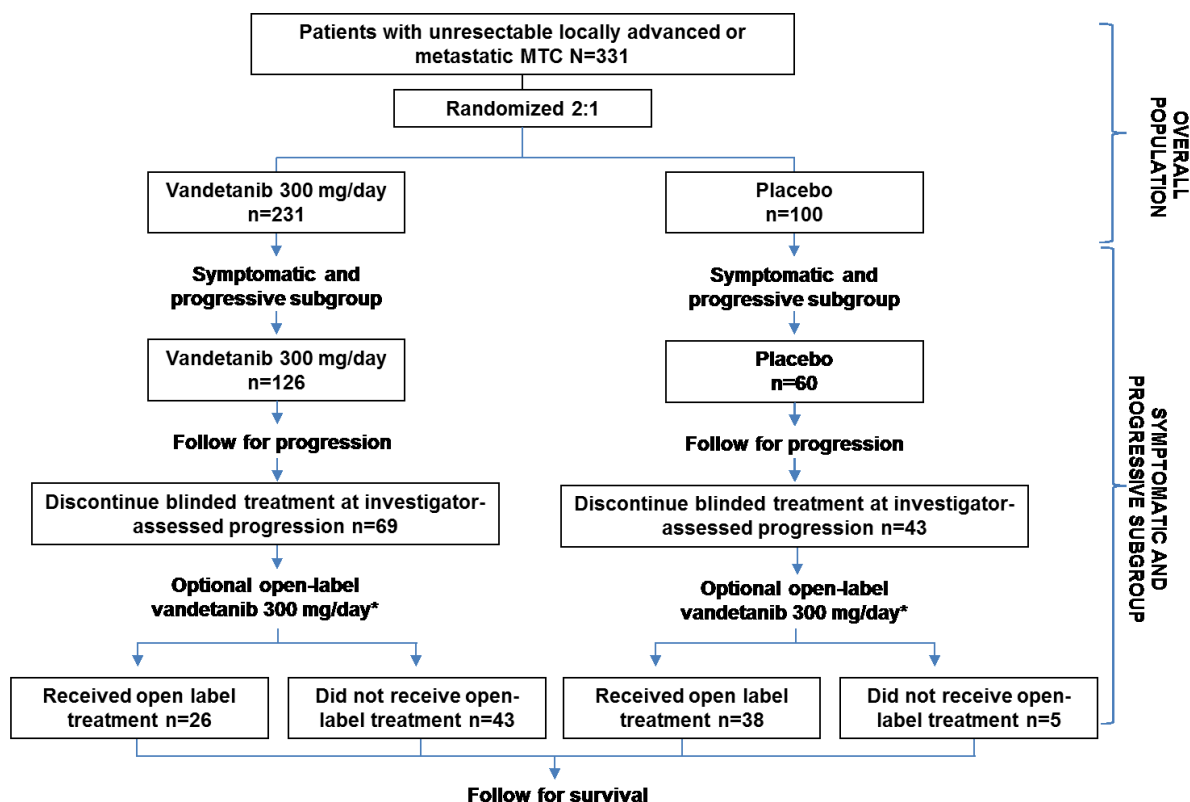 Patients with unresectable locally advanced or
metastatic MTC N=331
Randomized 2:1
OVERALL
POPULATION
Vandetanib 300 mg/day
n=231
Placebo
n=100
Symptomatic and
progressive subgroup
Symptomatic and
progressive subgroup
Vandetanib 300 mg/day
n=126
Placebo
n=60
Follow for progression
Follow for progression
SYMPTOMATIC AND
PROGRESSIVE SUBGROUP
Discontinue blinded treatment at investigator-
assessed progression n=69
Discontinue blinded treatment at investigator-
assessed progression n=43
Optional open-label
vandetanib 300 mg/day*
Optional open-label
vandetanib 300 mg/day*
Received open label
treatment n=26
Did not receive open-
label treatment n=43
Received open label
treatment n=38
Did not receive open-
label treatment n=5
Follow for survival